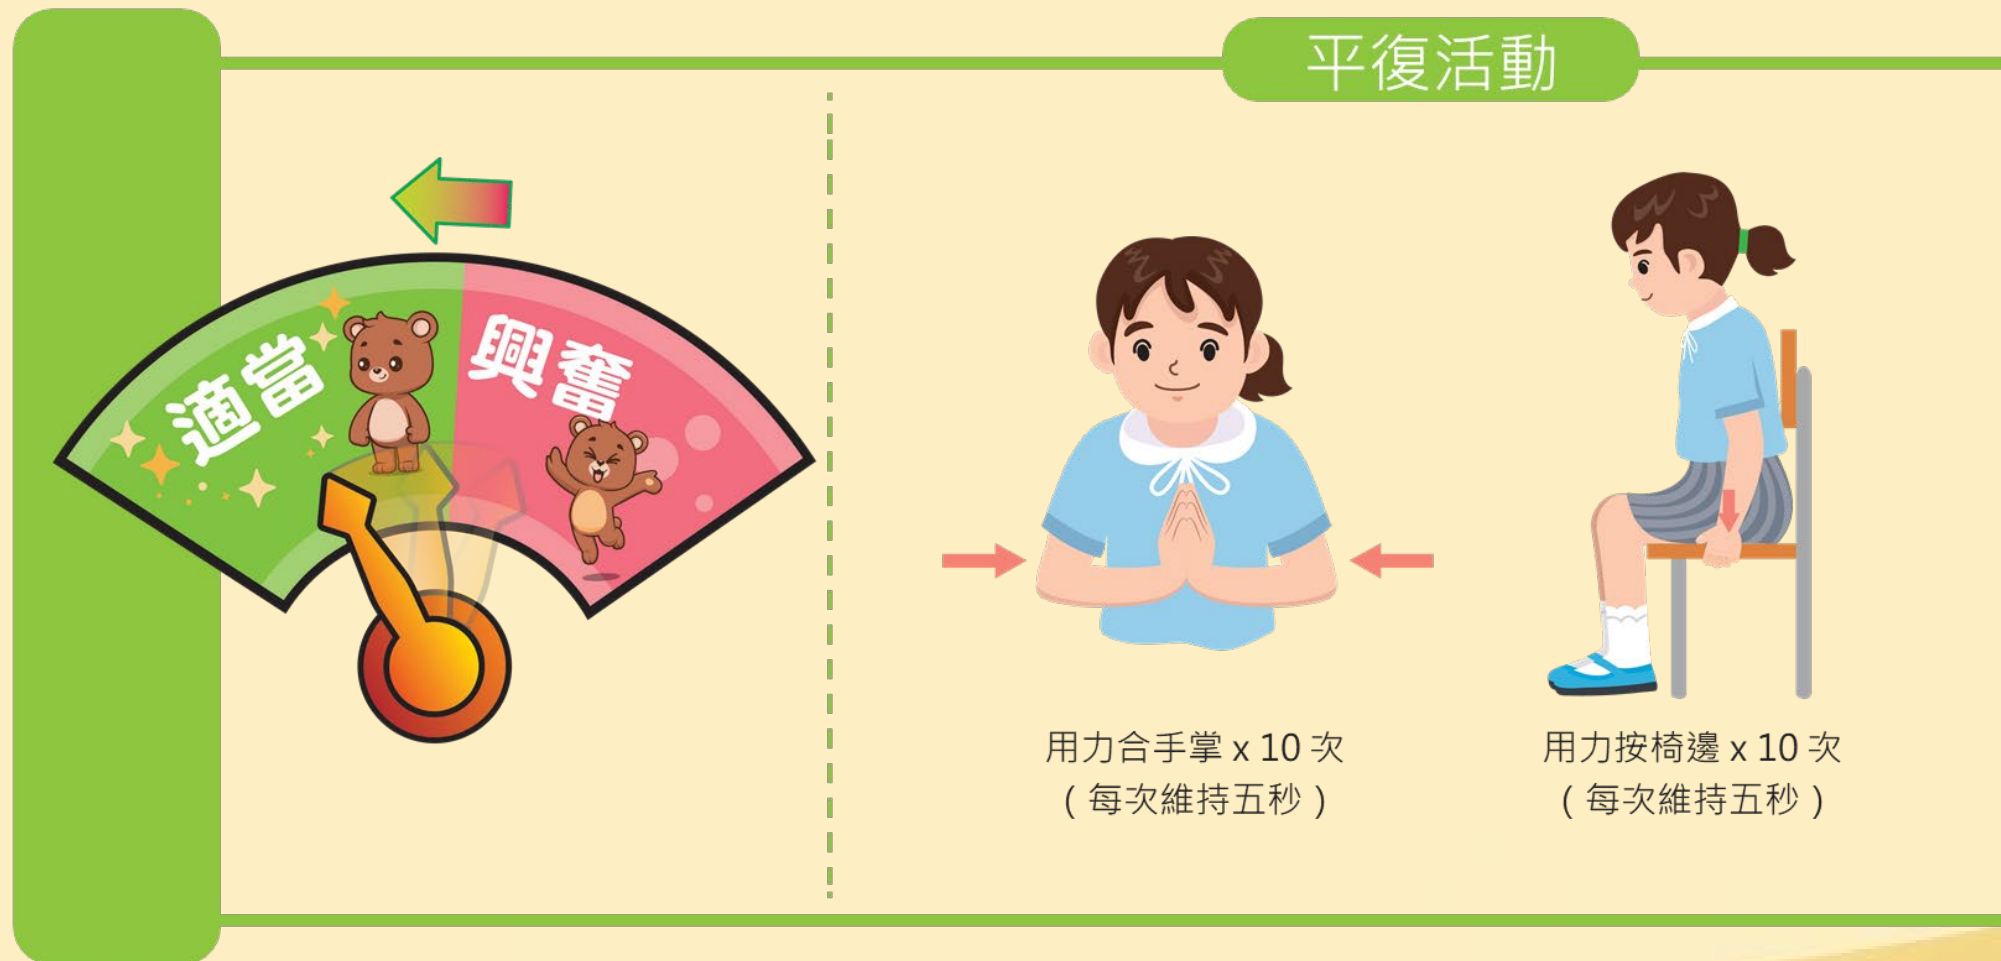 平復活動
適當
興奮
用力合手掌 x 10 次
( 每次維持五秒 )
用力按椅邊 x 10 次
( 每次維持五秒 )